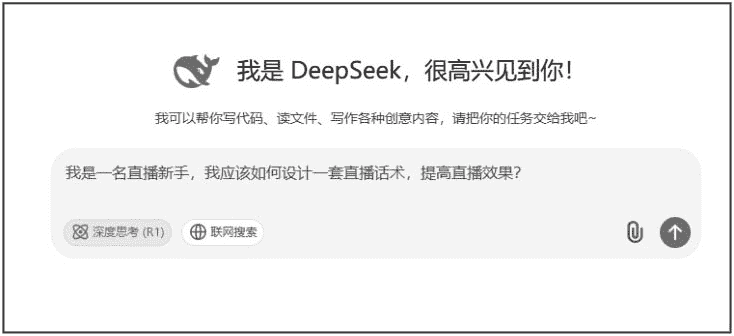 我是 DeepSeek，很高兴见到你！
我可以帮你写代码、读文件、写作各种创意内容，请把你的任务交给我吧~
我是一名直播新手，我应该如何设计一套直播话术，提高直播效果？
深度思考 (R1) 联网搜索